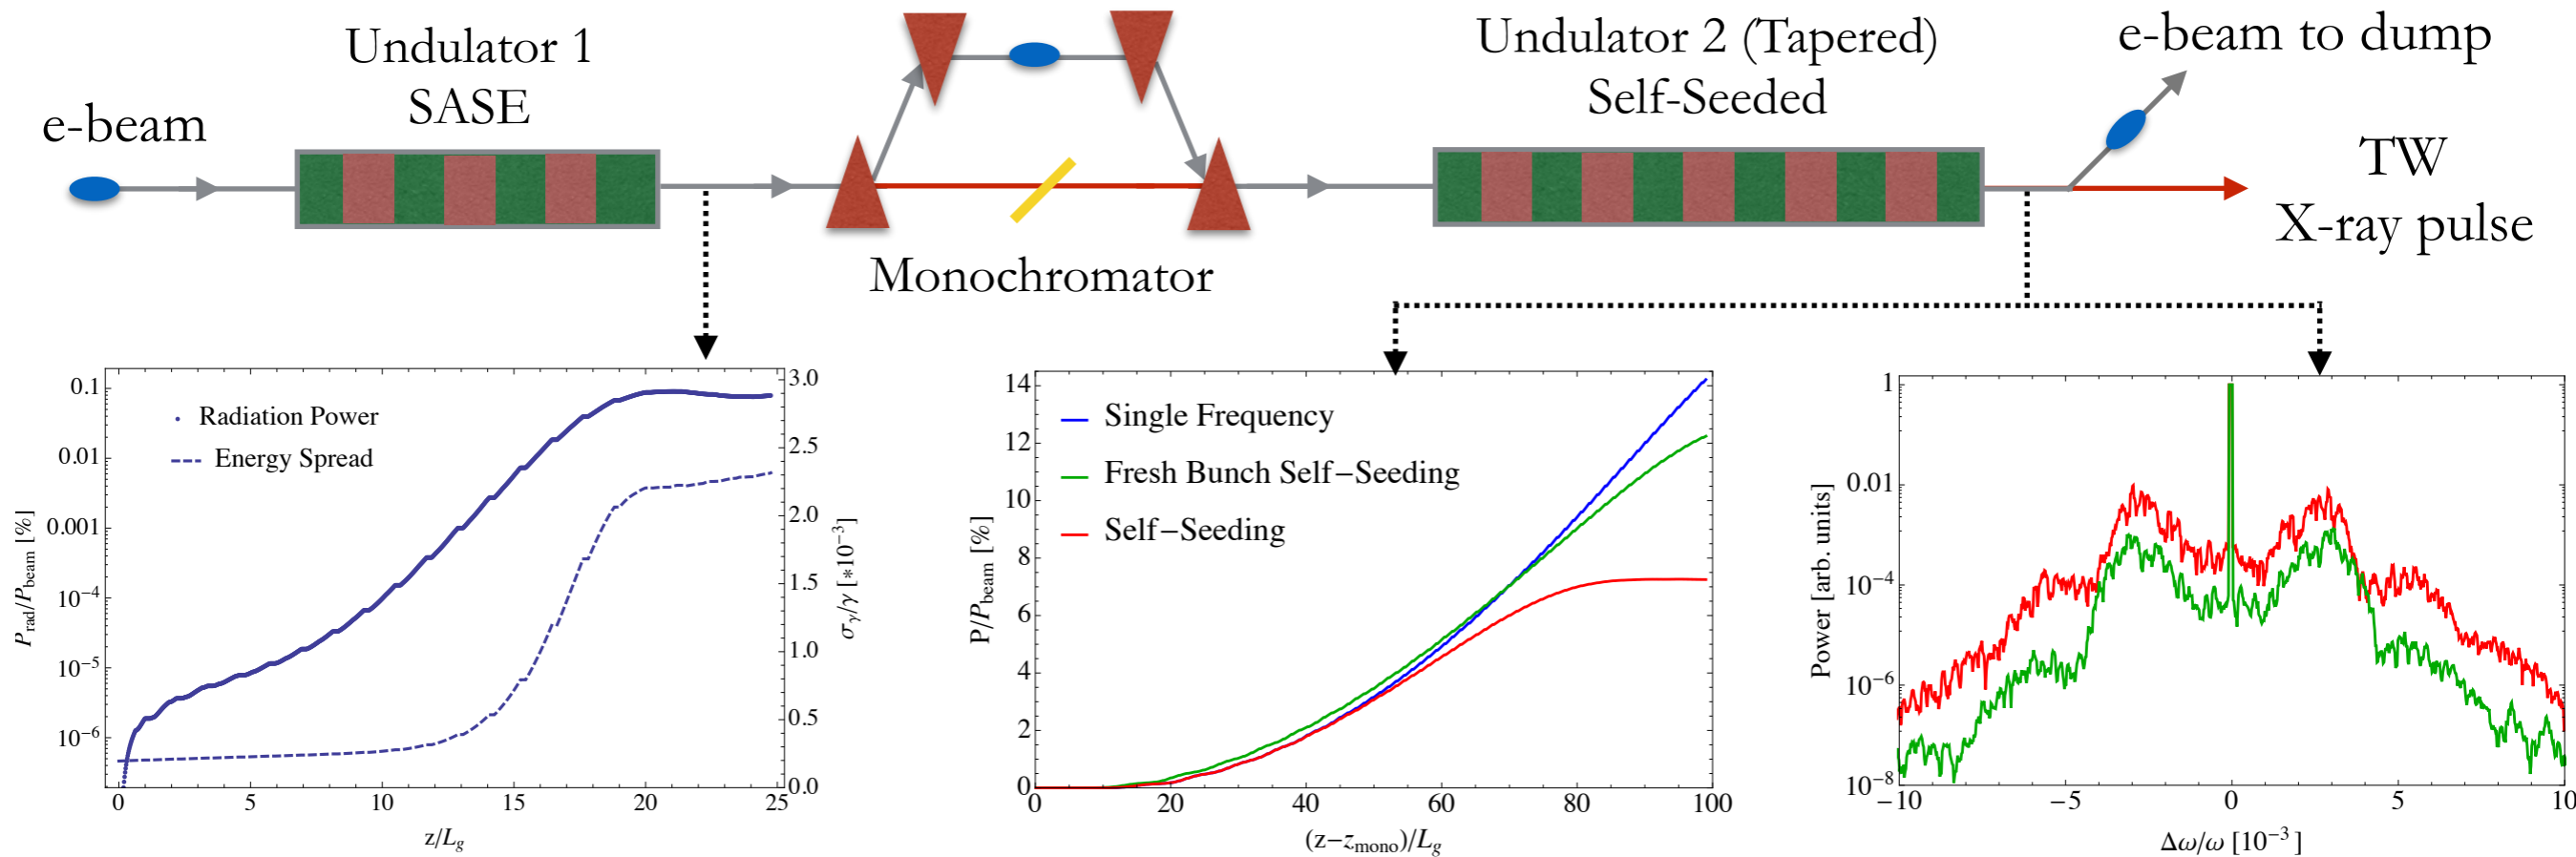 Undulator 1
SASE
e-beam
Monochromator
Undulator 2 (Tapered)
Self-Seeded
e-beam to dump
TW
X-ray pulse
Radiation Power
Energy Spread
P_rad/P_beam [%]
0.1
0.01
0.001
10^-4
10^-5
10^-6
3.0
2.5
2.0
1.5
1.0
0.5
0.0
σ_γ/γ [*10^-3]
0 5 10 15 20 25
z/L_g
Single Frequency
Fresh Bunch Self-Seeding
Self-Seeding
P/P_beam [%]
14
12
10
8
6
4
2
0
0 20 40 60 80 100
(z-z_mono)/L_g
Power [arb. units]
1
0.01
10^-4
10^-6
10^-8
-10 -5 0 5 10
Δω/ω [10^-3]